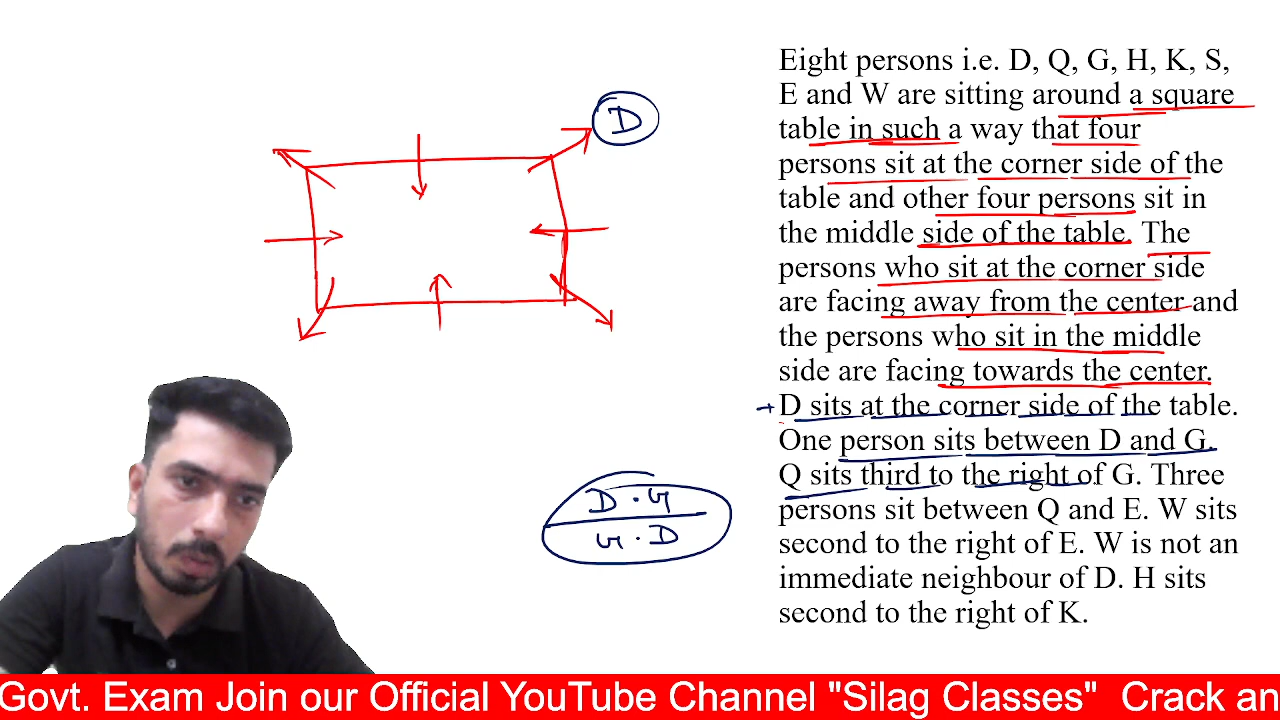 D
Eight persons i.e. D, Q, G, H, K, S,
E and W are sitting around a square
table in such a way that four
persons sit at the corner side of the
table and other four persons sit in
the middle side of the table. The
persons who sit at the corner side
are facing away from the center and
the persons who sit in the middle
side are facing towards the center.
D sits at the corner side of the table.
One person sits between D and G.
Q sits third to the right of G. Three
persons sit between Q and E. W sits
second to the right of E. W is not an
immediate neighbour of D. H sits
second to the right of K.
D . G
G . D
Govt. Exam Join our Official YouTube Channel "Silag Classes" Crack an